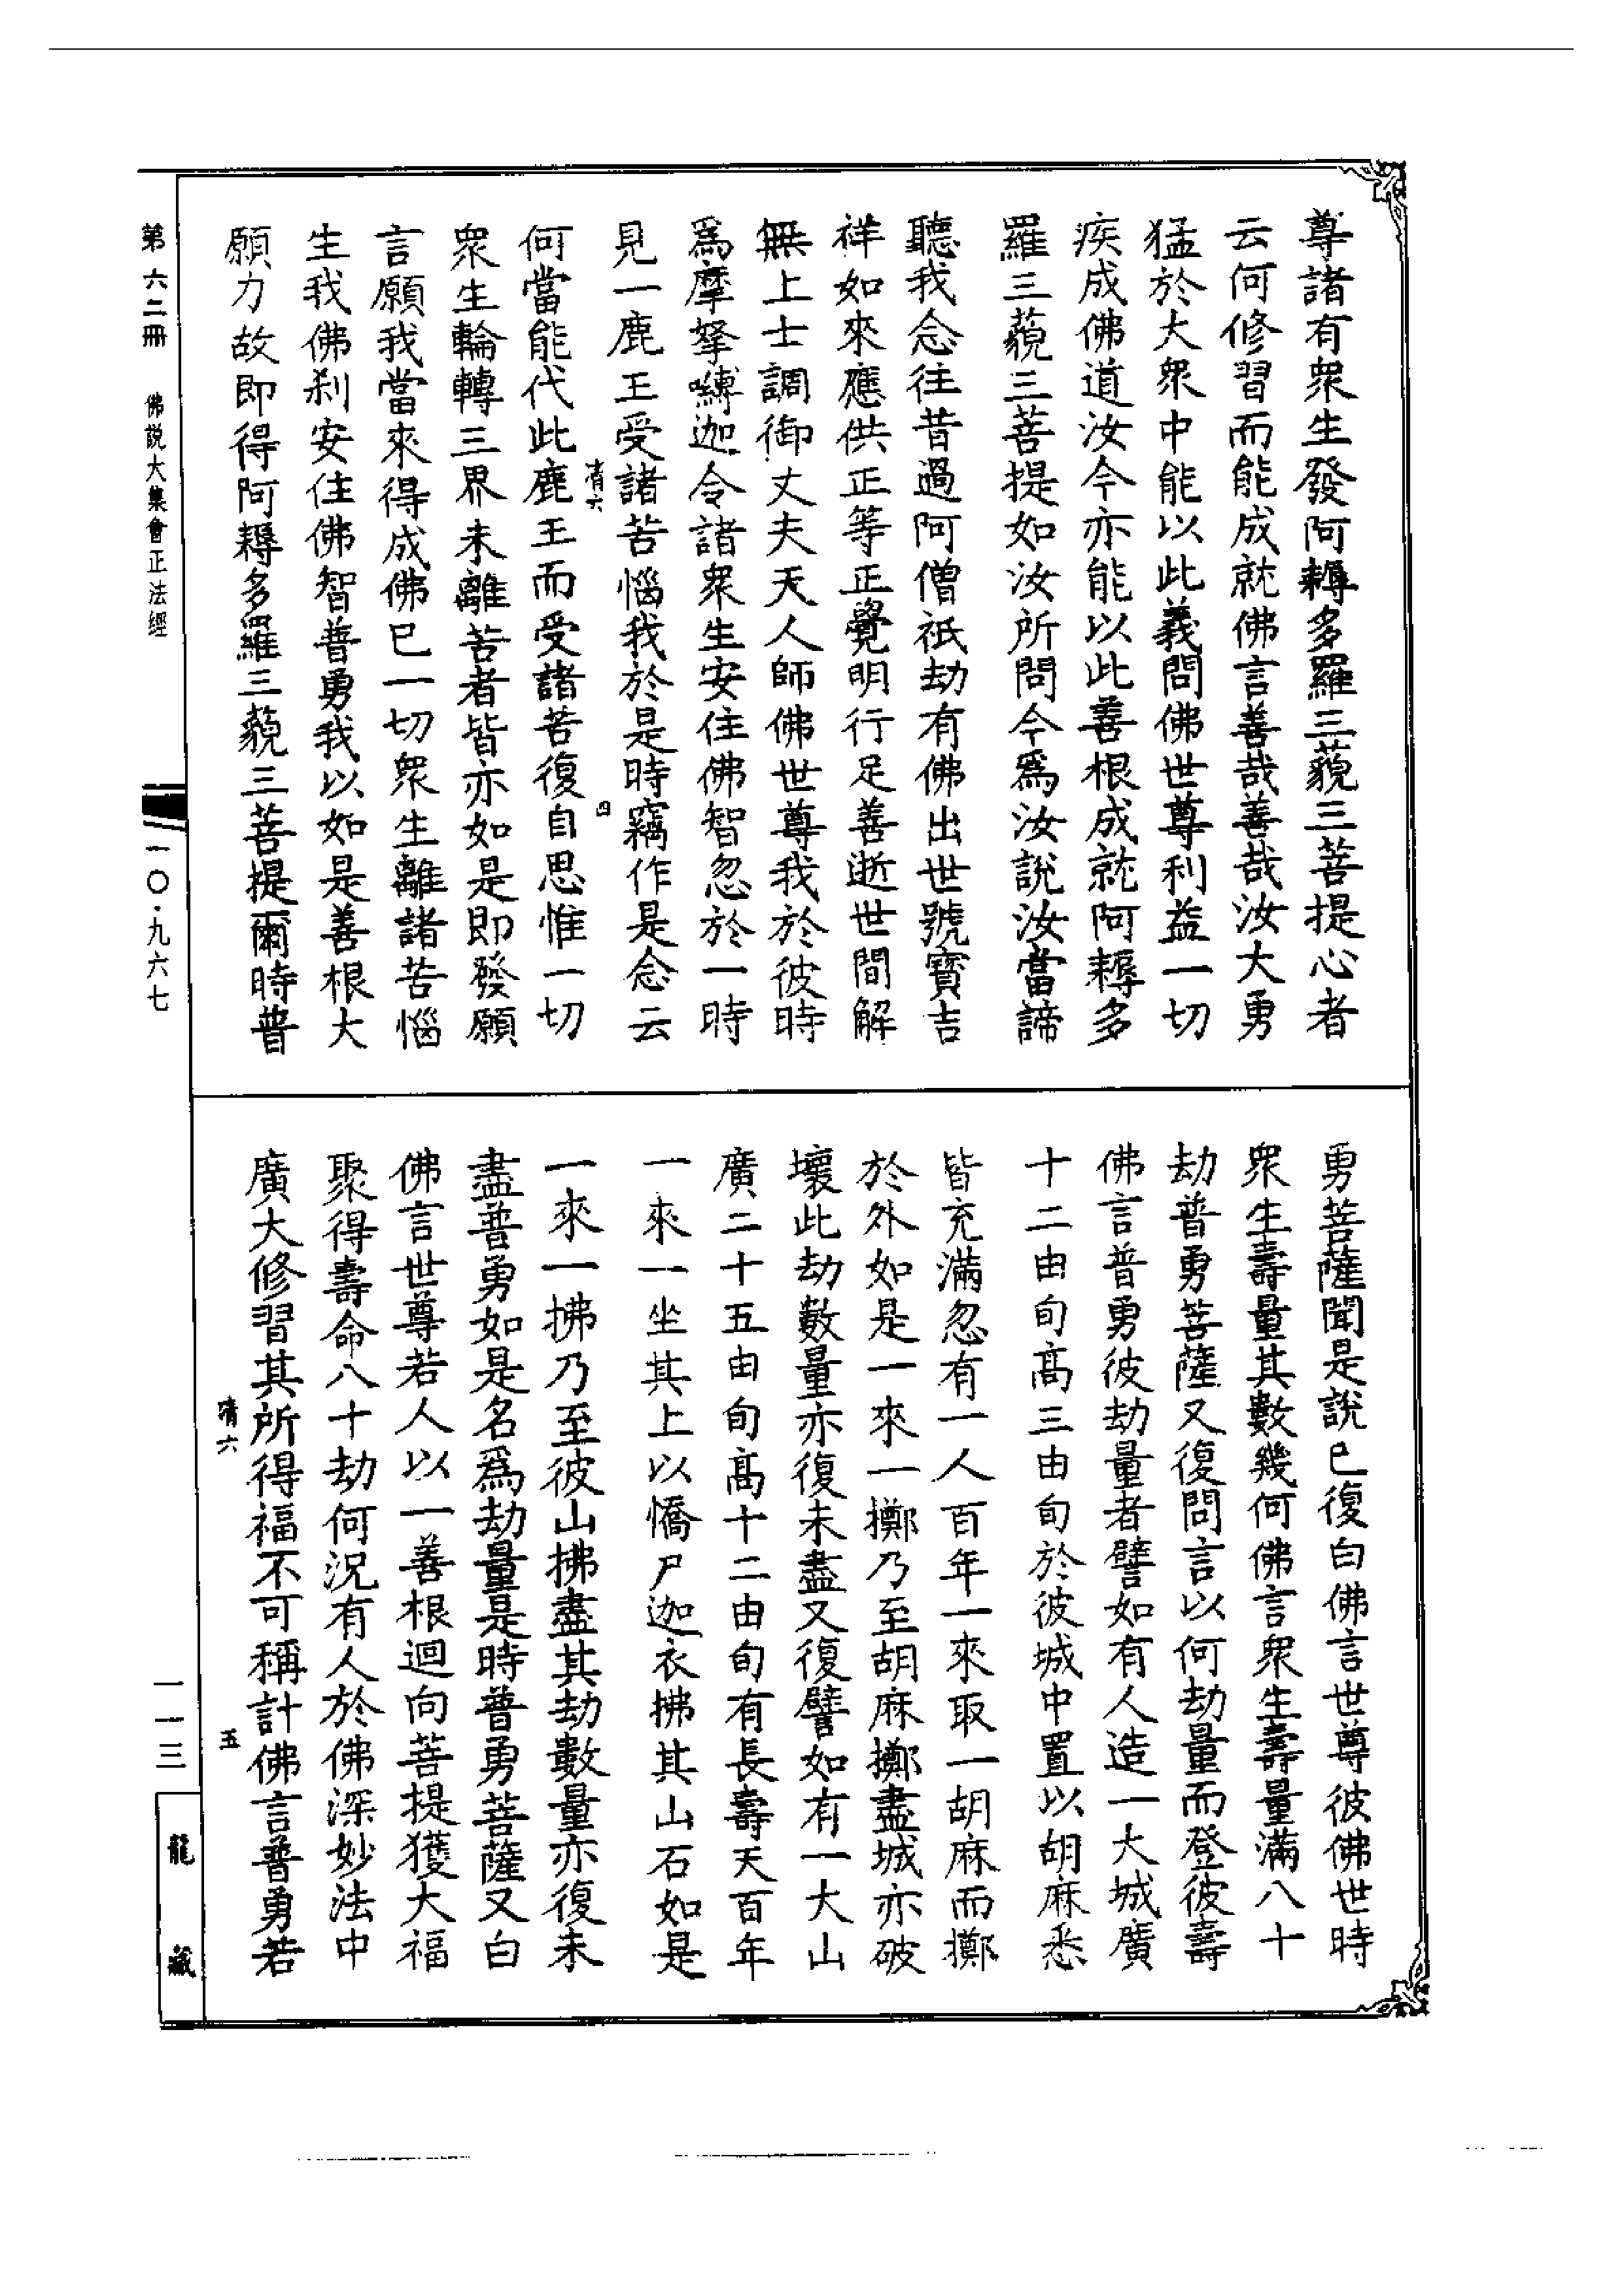 尊諸有眾生發阿耨多羅三藐三菩提心者
云何修習而能成就佛言善哉善哉汝大勇
猛於大眾中能以此義問佛世尊利益一切
疾成佛道汝今亦能以此善根成就阿耨多
羅三藐三菩提如汝所問今爲汝說汝當諦
聽我念往昔過阿僧祇劫有佛出世號寶吉
祥如來應供正等正覺明行足善逝世間解
無上士調御丈夫天人師佛世尊我於彼時
爲摩拏嚩迦令諸眾生安住佛智忽於一時
見一鹿王受諸苦惱我於是時竊作是念云
何當能代此鹿王而受諸苦復自思惟一切
眾生輪轉三界未離苦者皆亦如是即發願
言願我當來得成佛已一切眾生離諸苦惱
生我佛刹安住佛智普勇我以如是善根大
願力故即得阿耨多羅三藐三菩提爾時普
勇菩薩聞是說已復白佛言世尊彼佛世時
眾生壽量其數幾何佛言眾生壽量滿八十
劫普勇菩薩又復問言以何劫量而登彼壽
佛言普勇彼劫量者譬如有人造一大城廣
十二由旬高三由旬於彼城中置以胡麻悉
皆充滿忽有一人百年一來取一胡麻而擲
於外如是一來一擲乃至胡麻擲盡城亦破
壞此劫數量亦復未盡又復譬如有一大山
廣二十五由旬高十二由旬有長壽天百年
一來一坐其上以憍尸迦衣拂其山石如是
一來一拂乃至彼山拂盡其劫數量亦復未
盡普勇如是名爲劫量是時普勇菩薩又白
佛言世尊若人以一善根迴向菩提獲大福
聚得壽命八十劫何況有人於佛深妙法中
廣大修習其所得福不可稱計佛言普勇若
四
五
第六二冊
佛說大集會正法經
一〇·九六七
一一三
龍藏